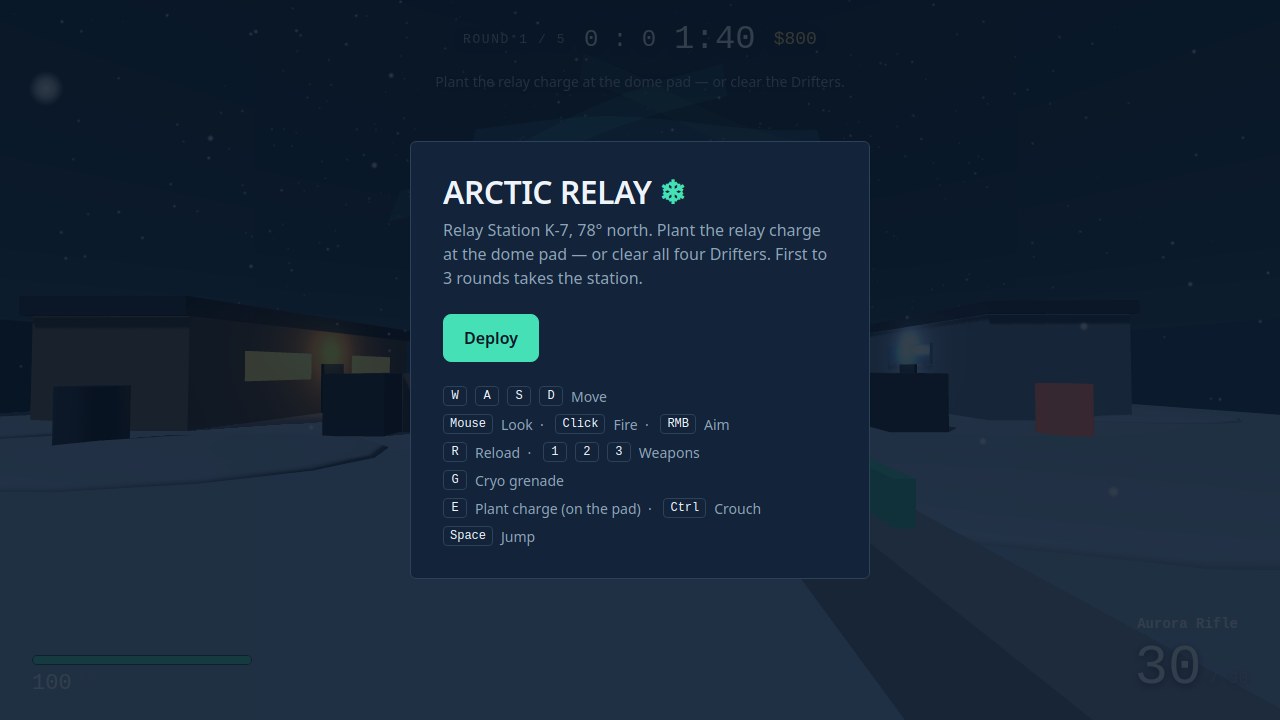 ROUND 1 / 5 0 : 0 1:40 $800
Plant the relay charge at the dome pad — or clear the Drifters.
ARCTIC RELAY ❄
Relay Station K-7, 78° north. Plant the relay charge
at the dome pad — or clear all four Drifters. First to
3 rounds takes the station.
Deploy
W A S D Move
Mouse Look · Click Fire · RMB Aim
R Reload · 1 2 3 Weapons
G Cryo grenade
E Plant charge (on the pad) · Ctrl Crouch
Space Jump
Aurora Rifle
30
100